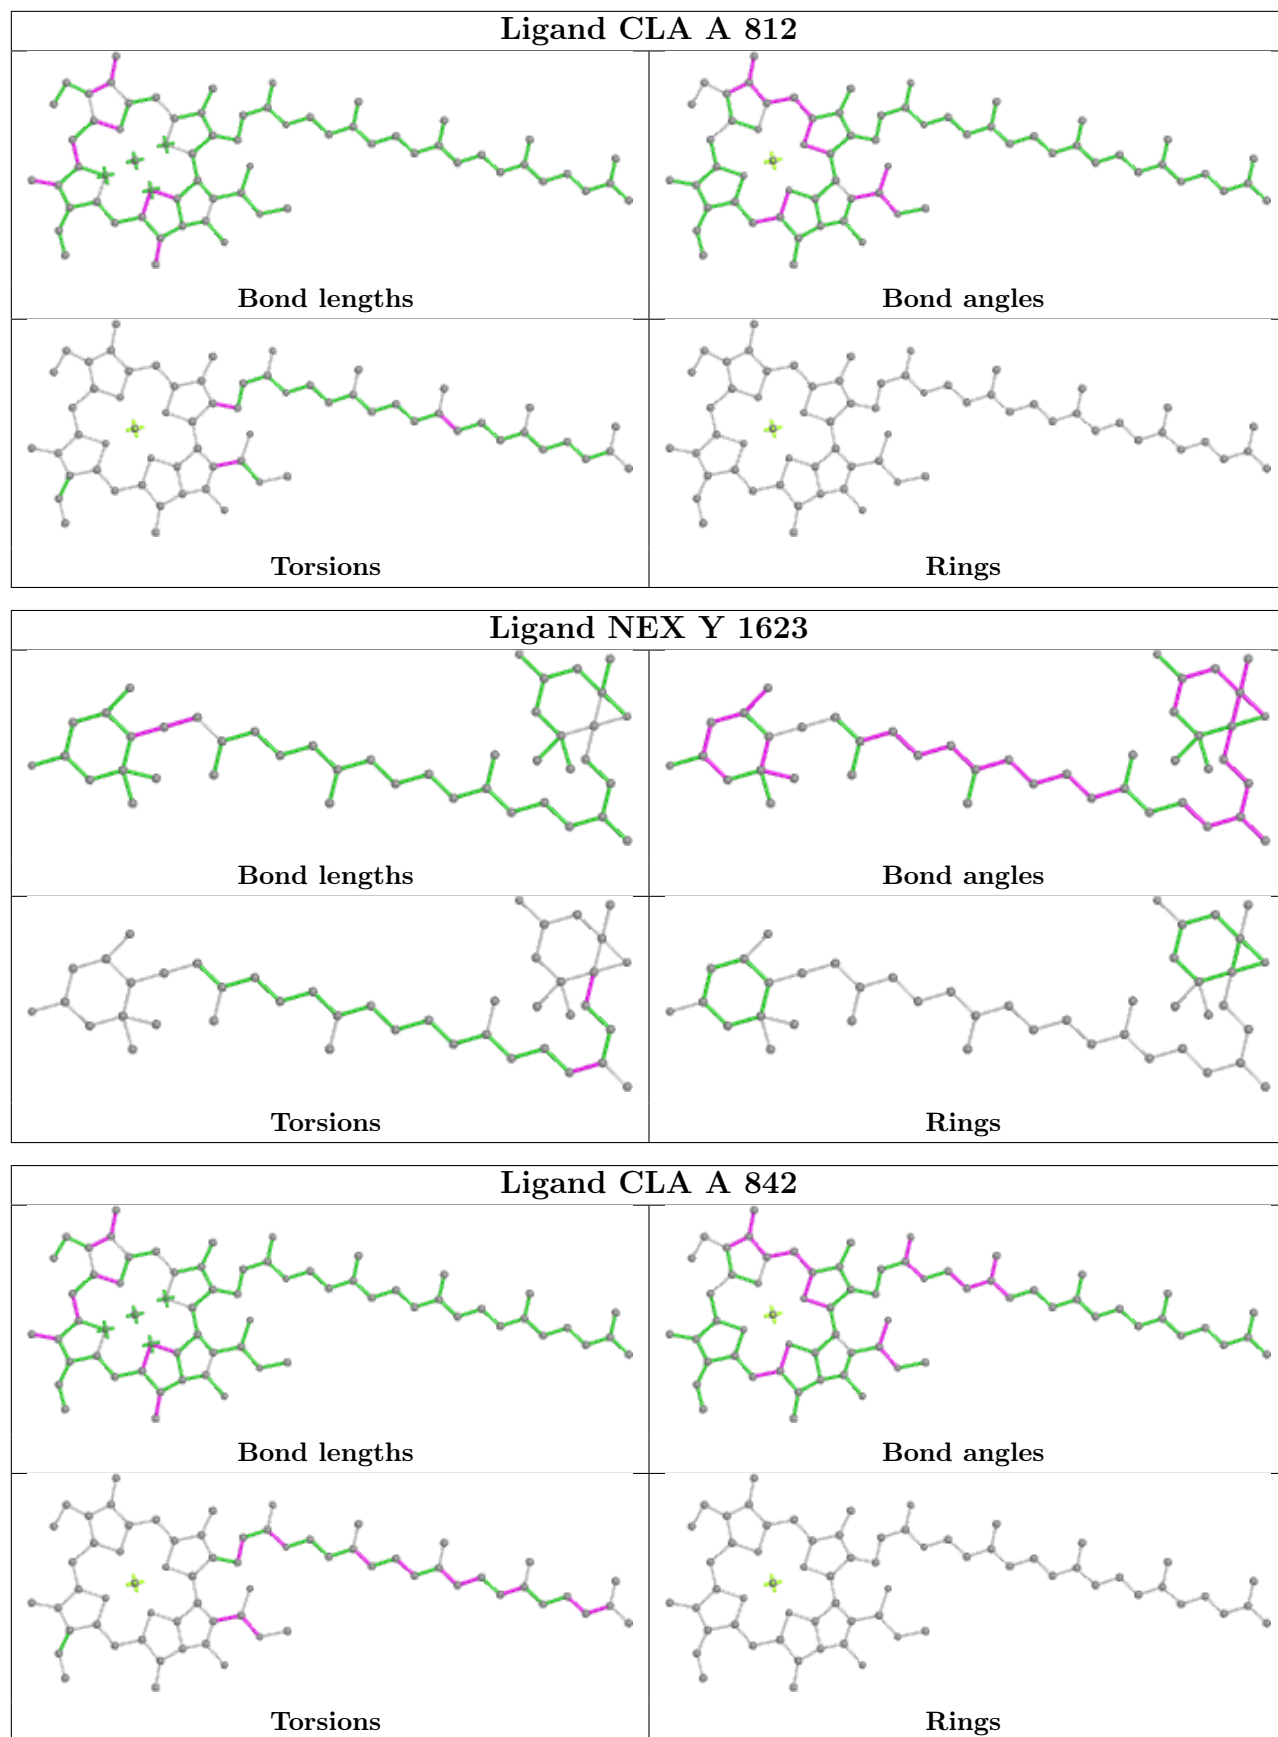 Ligand CLA A 812
Bond lengths
Bond angles
Torsions
Rings
Ligand NEX Y 1623
Bond lengths
Bond angles
Torsions
Rings
Ligand CLA A 842
Bond lengths
Bond angles
Torsions
Rings